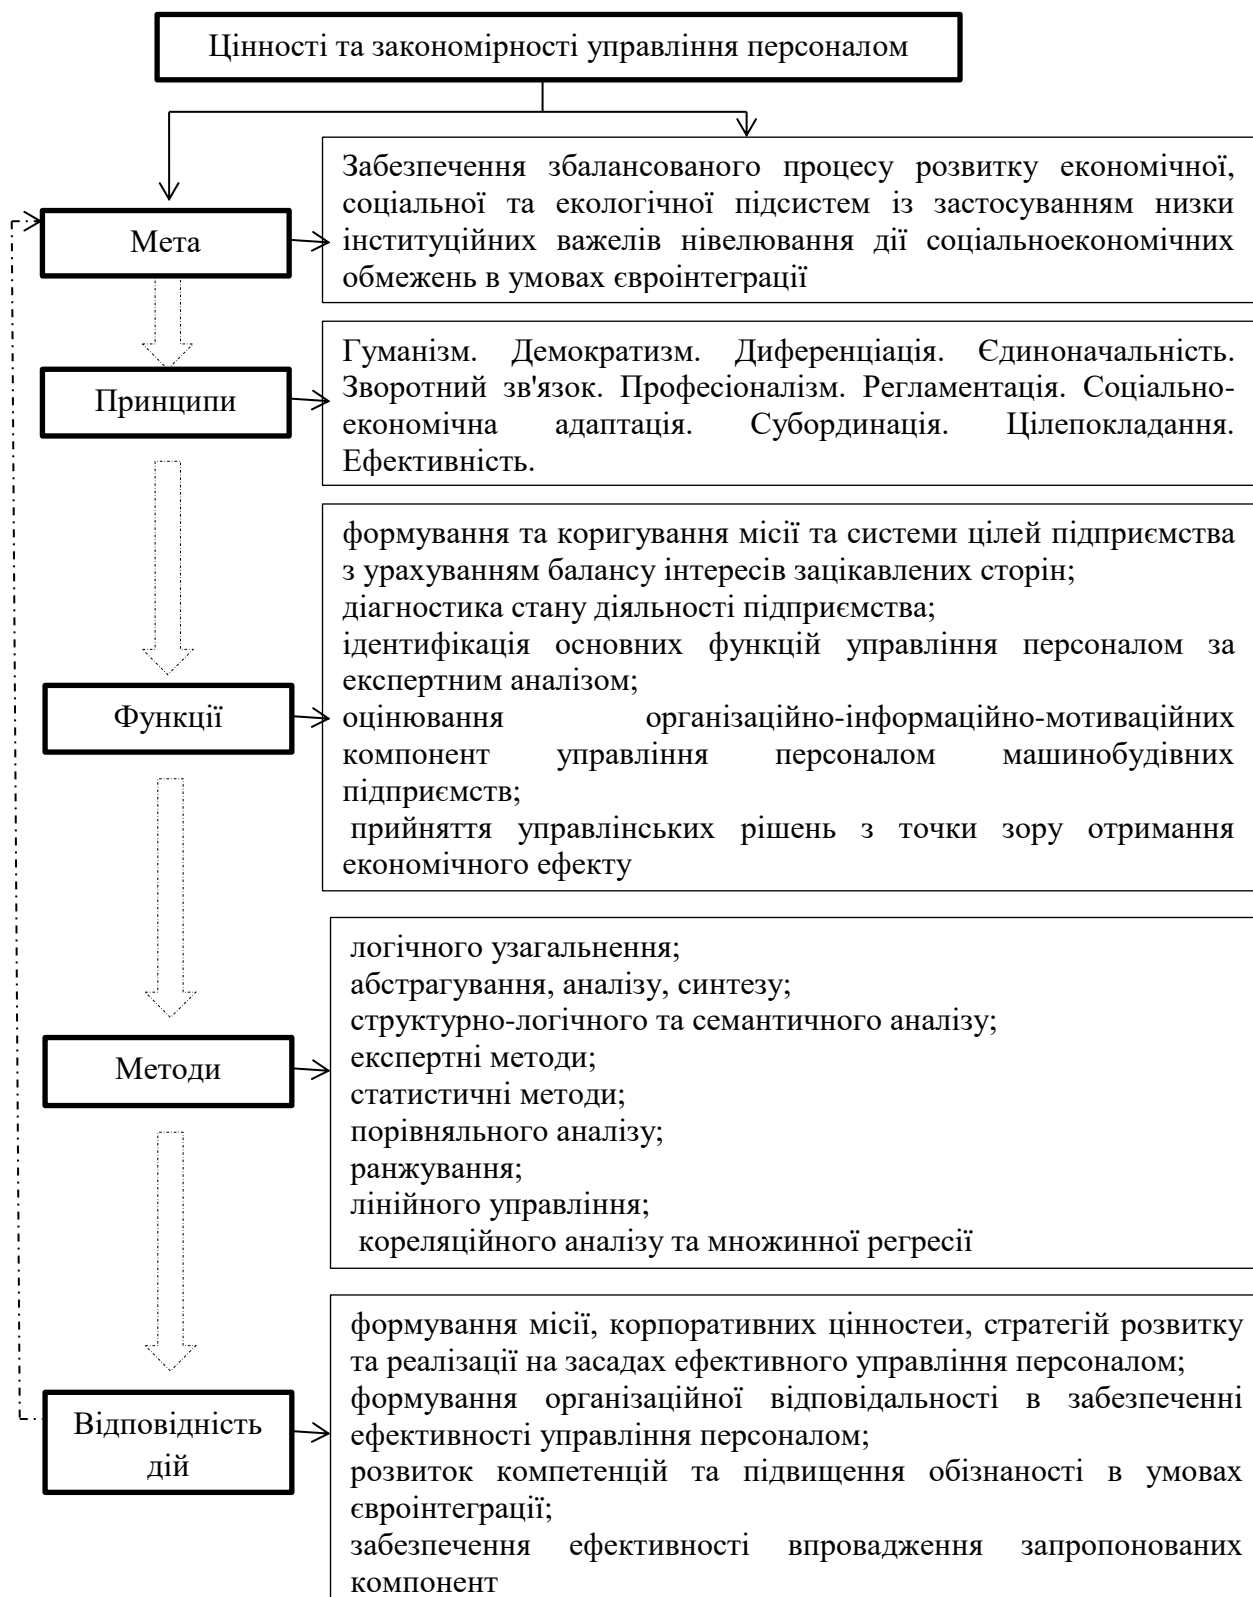 Цінності та закономірності управління персоналом
Мета
Забезпечення збалансованого процесу розвитку економічної,
соціальної та екологічної підсистем із застосуванням низки
інституційних важелів нівелювання дії соціальноекономічних
обмежень в умовах євроінтеграції
Принципи
Гуманізм. Демократизм. Диференціація. Єдиноначальність.
Зворотний зв'язок. Професіоналізм. Регламентація. Соціально-
економічна адаптація. Субординація. Цілепокладання.
Ефективність.
Функції
формування та коригування місії та системи цілей підприємства
з урахуванням балансу інтересів зацікавлених сторін;
діагностика стану діяльності підприємства;
ідентифікація основних функцій управління персоналом за
експертним аналізом;
оцінювання організаційно-інформаційно-мотиваційних
компонент управління персоналом машинобудівних
підприємств;
прийняття управлінських рішень з точки зору отримання
економічного ефекту
Методи
логічного узагальнення;
абстрагування, аналізу, синтезу;
структурно-логічного та семантичного аналізу;
експертні методи;
статистичні методи;
порівняльного аналізу;
ранжування;
лінійного управління;
кореляційного аналізу та множинної регресії
Відповідність
дій
формування місії, корпоративних цінностеи, стратегій розвитку
та реалізації на засадах ефективного управління персоналом;
формування організаційної відповідальності в забезпеченні
ефективності управління персоналом;
розвиток компетенцій та підвищення обізнаності в умовах
євроінтеграції;
забезпечення ефективності впровадження запропонованих
компонент